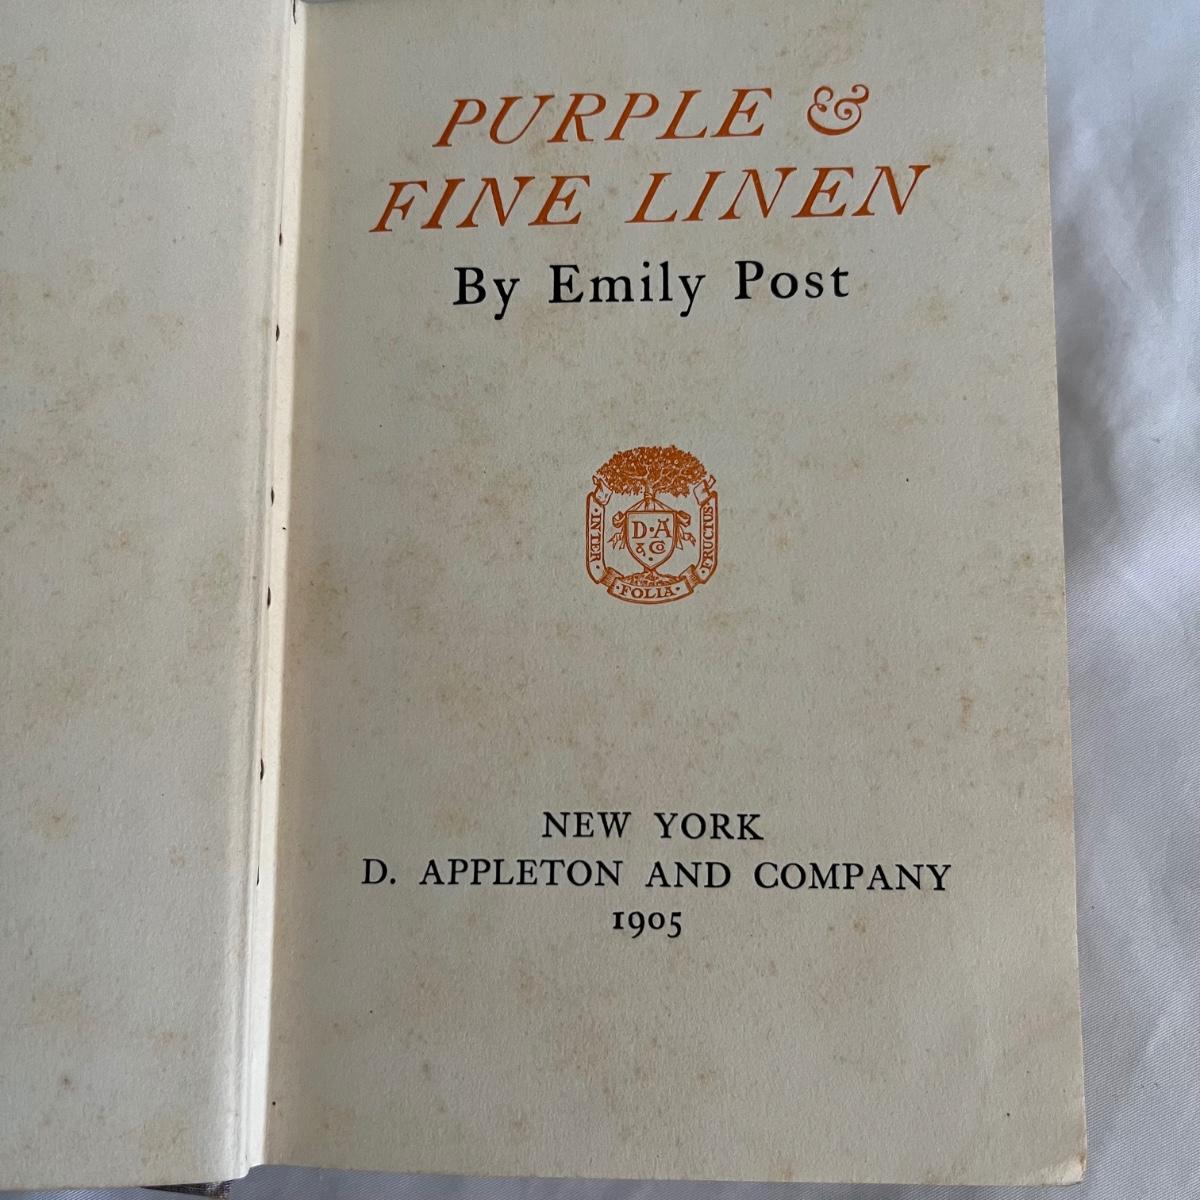 PURPLE &
FINE LINEN
By Emily Post
D·A
& Co
·INTER·
·FOLIA·
·FRUCTUS·
NEW YORK
D. APPLETON AND COMPANY
1905